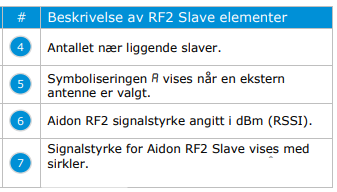 # Beskrivelse av RF2 Slave elementer
4 Antallet nær liggende slaver.
5 Symboliseringen A vises når en ekstern
antenne er valgt.
6 Aidon RF2 signalstyrke angitt i dBm (RSSI).
7 Signalstyrke for Aidon RF2 Slave vises med
sirkler.